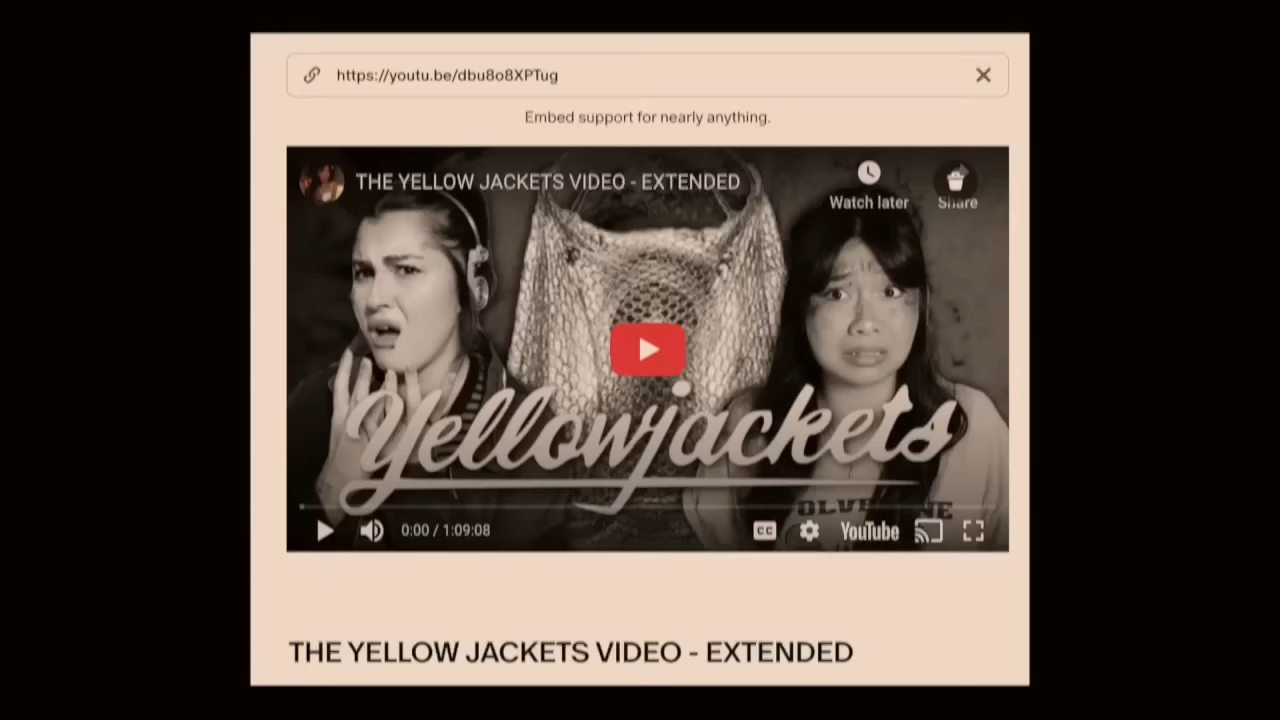 https://youtu.be/dbu8o8XPTug
Embed support for nearly anything.
THE YELLOW JACKETS VIDEO - EXTENDED
Watch later
Share
Yellowjackets
0:00 / 1:09:08
CC
YouTube
THE YELLOW JACKETS VIDEO - EXTENDED